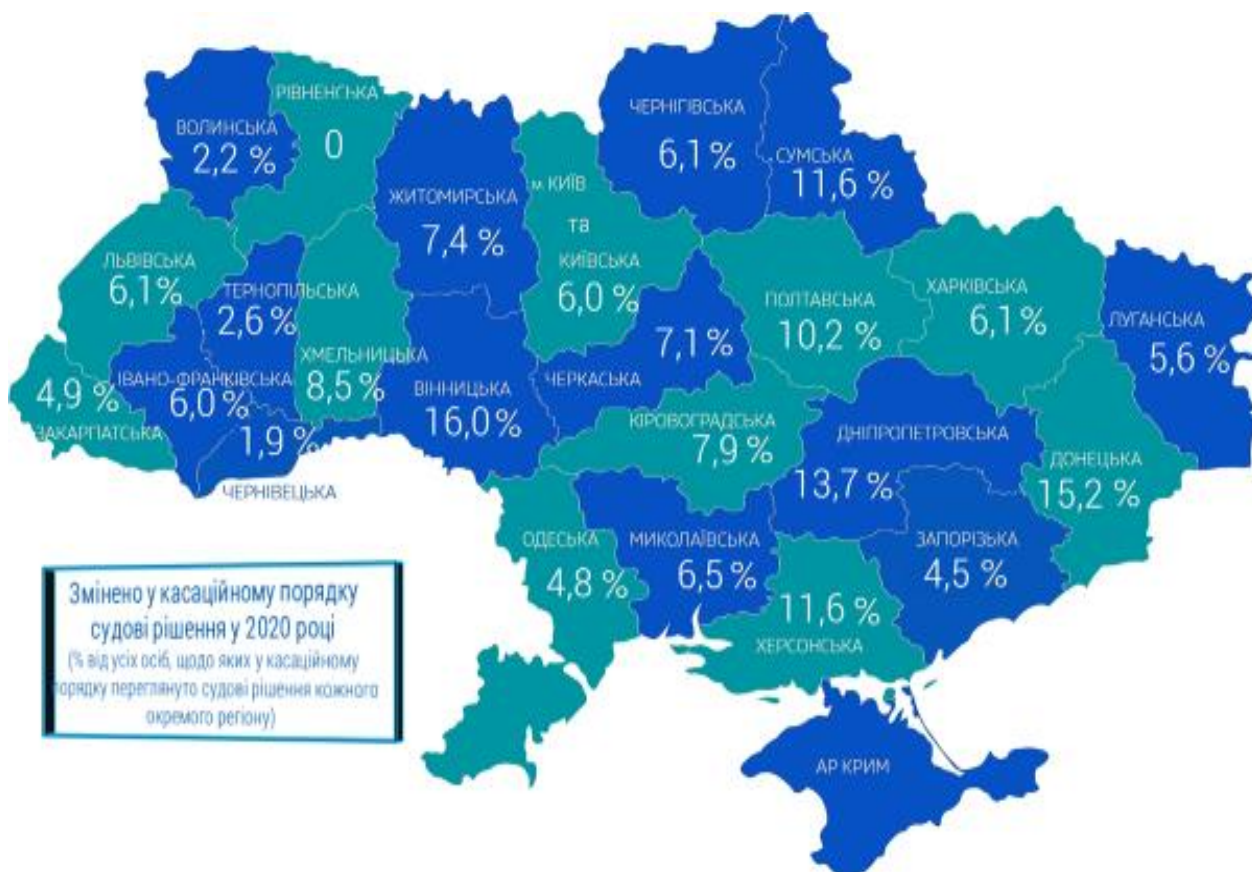 РІВНЕНСЬКА
0
ВОЛИНСЬКА
2,2 %
ЧЕРНІГІВСЬКА
6,1 %
СУМСЬКА
11,6 %
ЖИТОМИРСЬКА
7,4 %
м. КИЇВ
та
КИЇВСЬКА
6,0 %
ЛЬВІВСЬКА
6,1 %
ТЕРНОПІЛЬСЬКА
2,6 %
ХМЕЛЬНИЦЬКА
8,5 %
ПОЛТАВСЬКА
10,2 %
ХАРКІВСЬКА
6,1 %
ЛУГАНСЬКА
5,6 %
4,9 %
ЗАКАРПАТСЬКА
ІВАНО-ФРАНКІВСЬКА
6,0 %
1,9 %
ЧЕРНІВЕЦЬКА
ВІННИЦЬКА
16,0 %
7,1 %
ЧЕРКАСЬКА
КІРОВОГРАДСЬКА
7,9 %
ДНІПРОПЕТРОВСЬКА
13,7 %
ДОНЕЦЬКА
15,2 %
ОДЕСЬКА
4,8 %
МИКОЛАЇВСЬКА
6,5 %
ЗАПОРІЗЬКА
4,5 %
11,6 %
ХЕРСОНСЬКА
АР КРИМ
Змінено у касаційному порядку
судові рішення у 2020 році
(% від усіх осіб, щодо яких у касаційному
порядку переглянуто судові рішення кожного
окремого регіону)